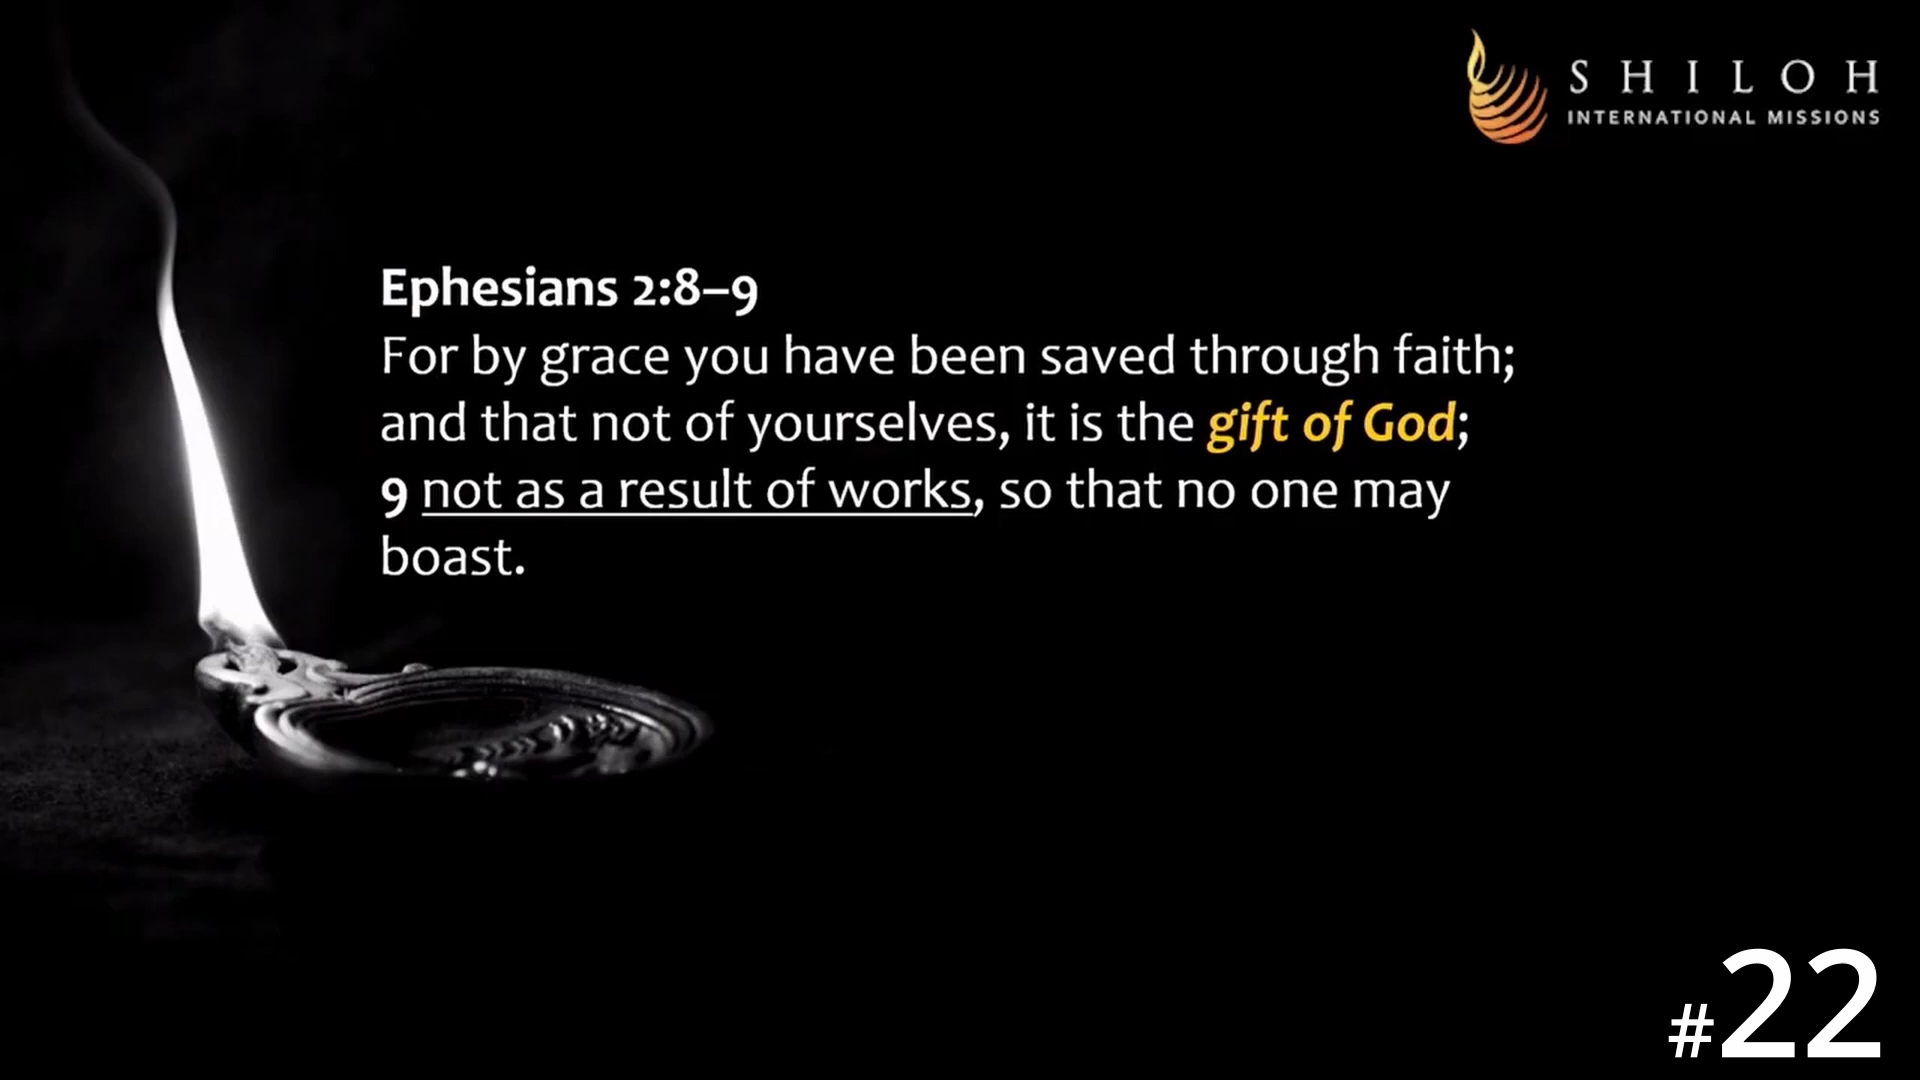 SHILOH
INTERNATIONAL MISSIONS
Ephesians 2:8–9
For by grace you have been saved through faith;
and that not of yourselves, it is the gift of God;
9 not as a result of works, so that no one may
boast.
#22